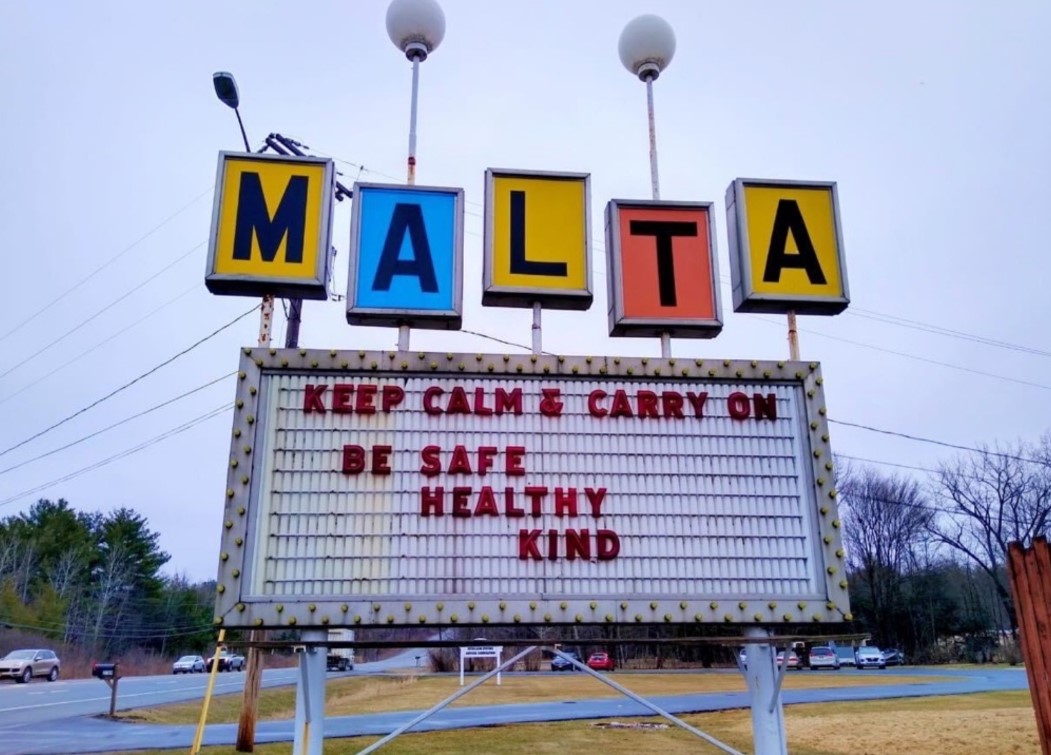 MALTA
KEEP CALM & CARRY ON
BE SAFE
HEALTHY
KIND